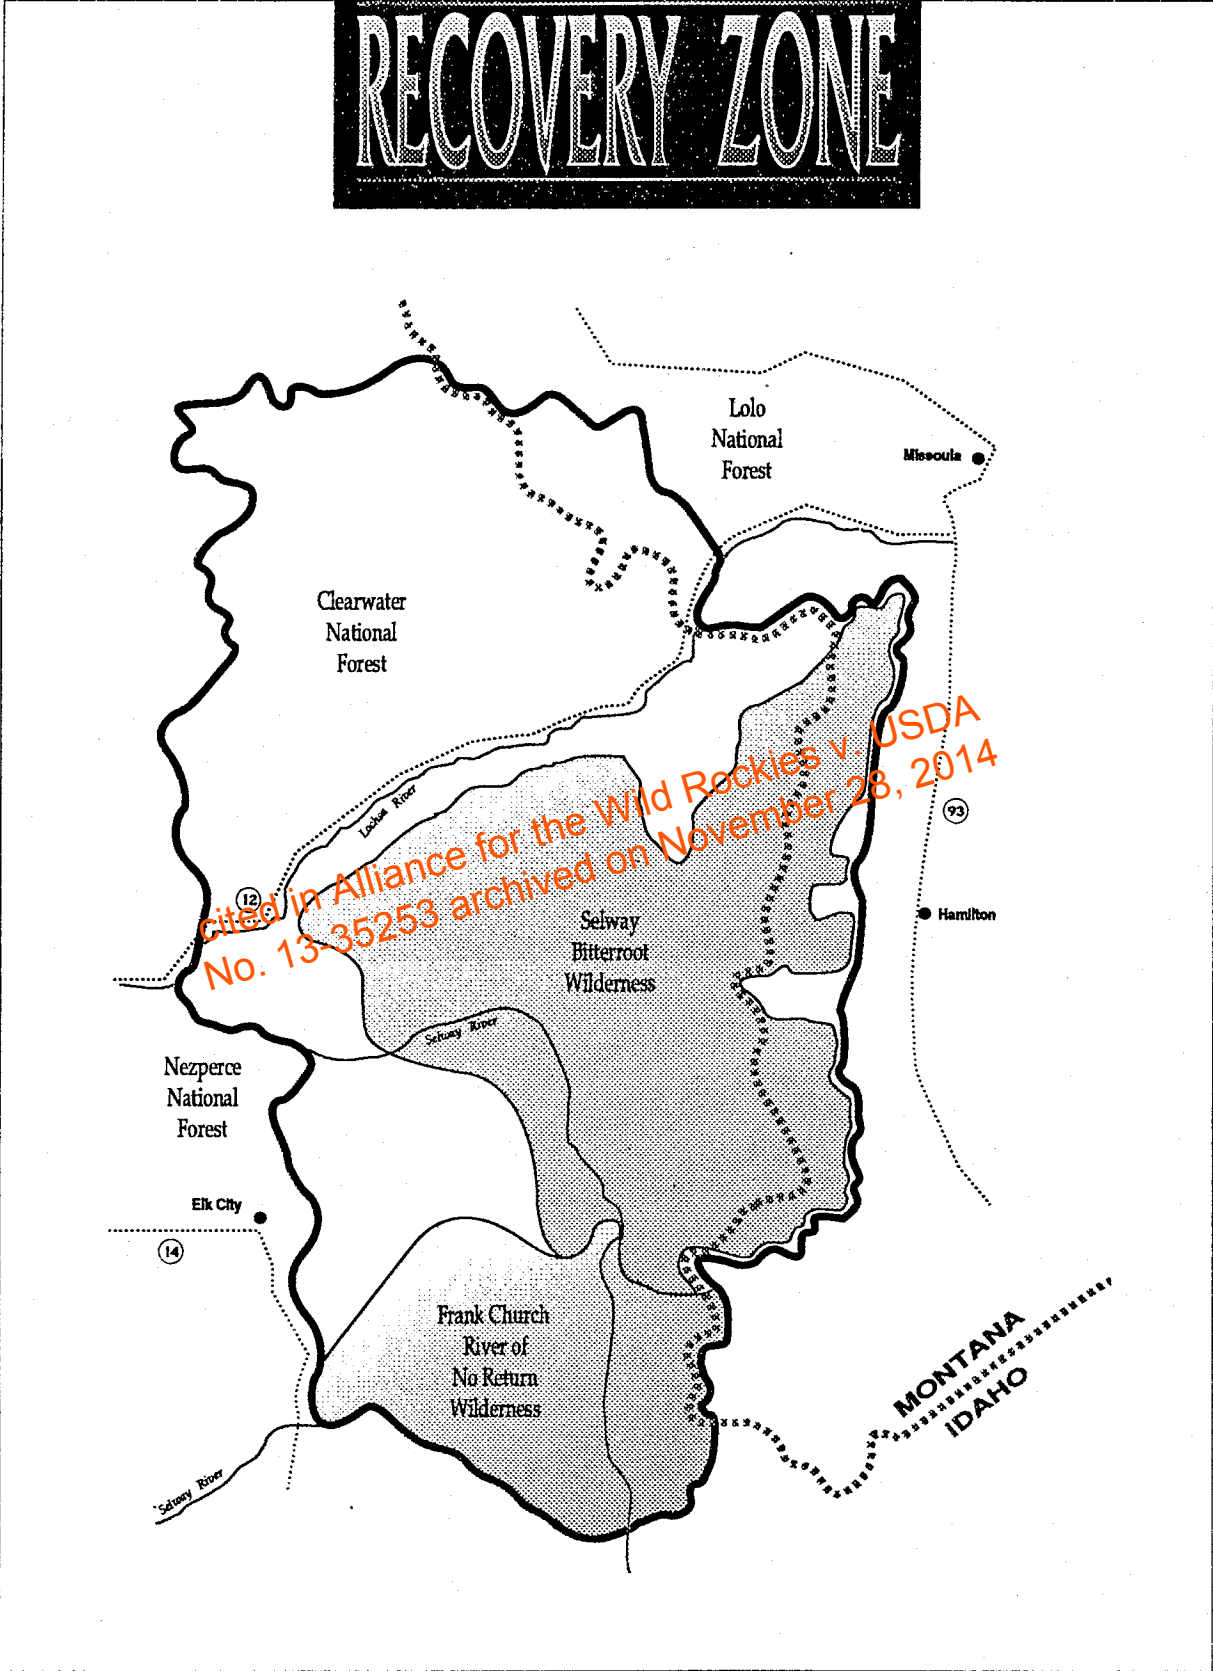 RECOVERY ZONE
Lolo
National
Forest
Missoula
Clearwater
National
Forest
Lochsa River
cited in Alliance for the Wild Rockies v. USDA
No. 13-35253 archived on November 28, 2014
93
12
Hamilton
Selway
Bitterroot
Wilderness
Selway River
Nezperce
National
Forest
Elk City
14
Frank Church
River of
No Return
Wilderness
MONTANA
IDAHO
Selway River